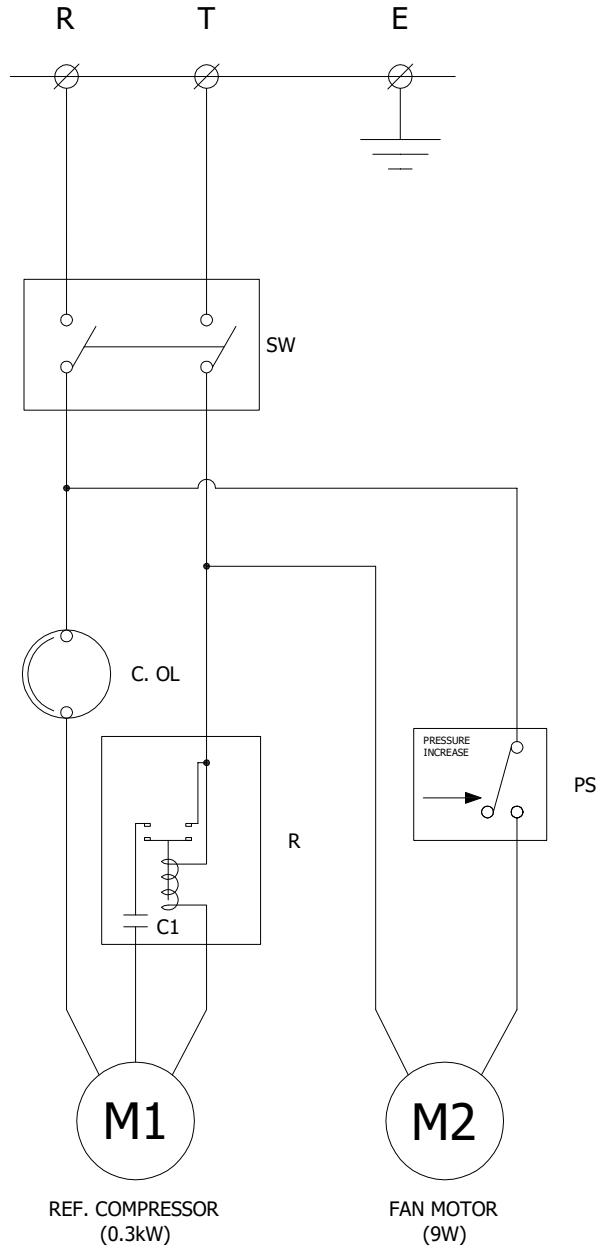 R T E
SW
C. OL
PRESSURE
INCREASE
PS
R
C1
M1 M2
REF. COMPRESSOR
(0.3kW)
FAN MOTOR
(9W)